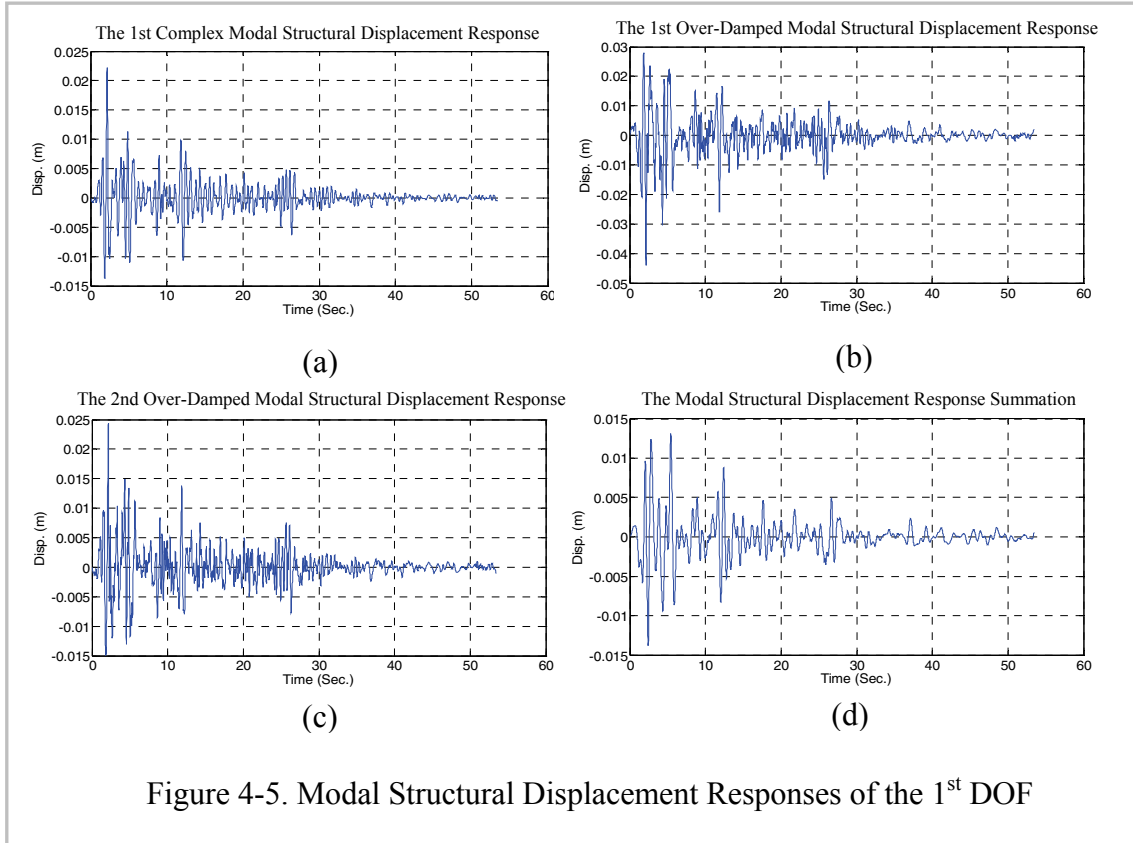 The 1st Complex Modal Structural Displacement Response
0.025
0.02
0.015
0.01
0.005
0
-0.005
-0.01
-0.015
Disp. (m)
0 10 20 30 40 50 60
Time (Sec.)
(a)
The 1st Over-Damped Modal Structural Displacement Response
0.03
0.02
0.01
0
-0.01
-0.02
-0.03
-0.04
-0.05
Disp. (m)
0 10 20 30 40 50 60
Time (Sec.)
(b)
The 2nd Over-Damped Modal Structural Displacement Response
0.025
0.02
0.015
0.01
0.005
0
-0.005
-0.01
-0.015
Disp. (m)
0 10 20 30 40 50 60
Time (Sec.)
(c)
The Modal Structural Displacement Response Summation
0.015
0.01
0.005
0
-0.005
-0.01
-0.015
Disp. (m)
0 10 20 30 40 50 60
Time (Sec.)
(d)
Figure 4-5. Modal Structural Displacement Responses of the 1st DOF